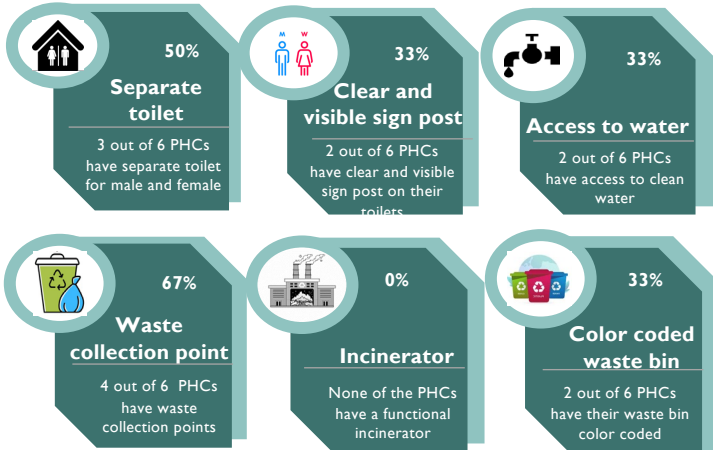 50%
Separate
toilet
3 out of 6 PHCs
have separate toilet
for male and female
M W
33%
Clear and
visible sign post
2 out of 6 PHCs
have clear and visible
sign post on their
toilets
33%
Access to water
2 out of 6 PHCs
have access to clean
water
67%
Waste
collection point
4 out of 6 PHCs
have waste
collection points
0%
Incinerator
None of the PHCs
have a functional
incinerator
33%
Color coded
waste bin
2 out of 6 PHCs
have their waste bin
color coded